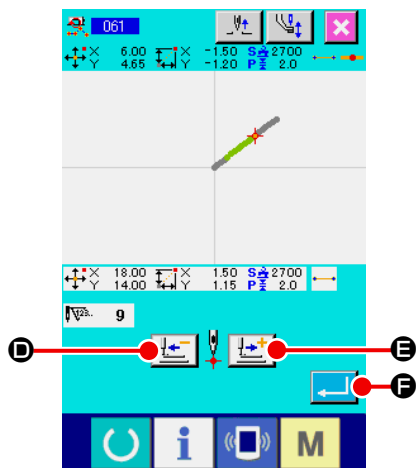 061
X 6.00 X -1.50 S 2700
Y 4.65 Y -1.20 P 2.0
X 18.00 X 1.50 S 2700
Y 14.00 Y 1.15 P 2.0
N123.. 9
D E
F
i M